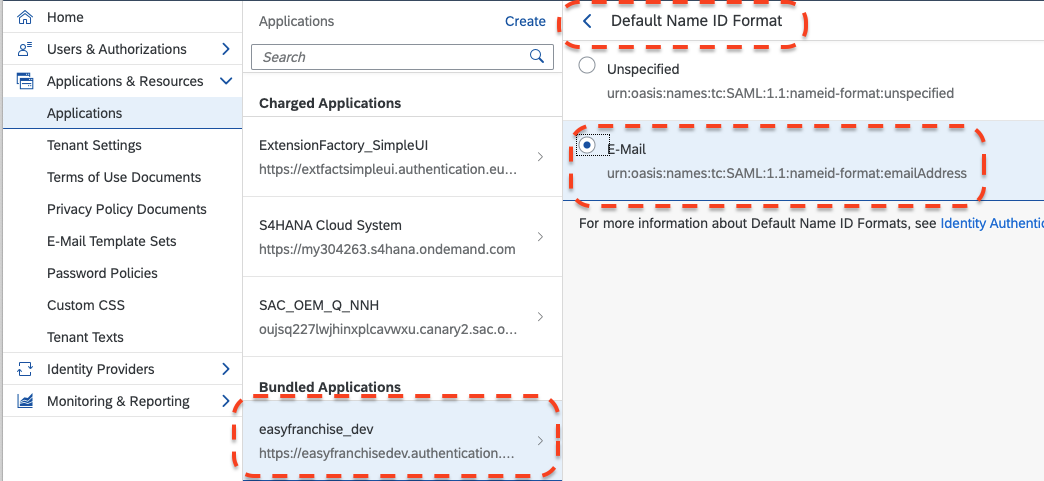 Home
Users & Authorizations
Applications & Resources
Applications
Tenant Settings
Terms of Use Documents
Privacy Policy Documents
E-Mail Template Sets
Password Policies
Custom CSS
Tenant Texts
Identity Providers
Monitoring & Reporting
Applications
Create
Search
Charged Applications
ExtensionFactory_SimpleUI
https://extfactsimpleui.authentication.eu...
S4HANA Cloud System
https://my304263.s4hana.ondemand.com
SAC_OEM_Q_NNH
oujsq227lwjhinxplcavwxu.canary2.sac.o...
Bundled Applications
easyfranchise_dev
https://easyfranchisedev.authentication....
Default Name ID Format
Unspecified
urn:oasis:names:tc:SAML:1.1:nameid-format:unspecified
E-Mail
urn:oasis:names:tc:SAML:1.1:nameid-format:emailAddress
For more information about Default Name ID Formats, see Identity Authentic